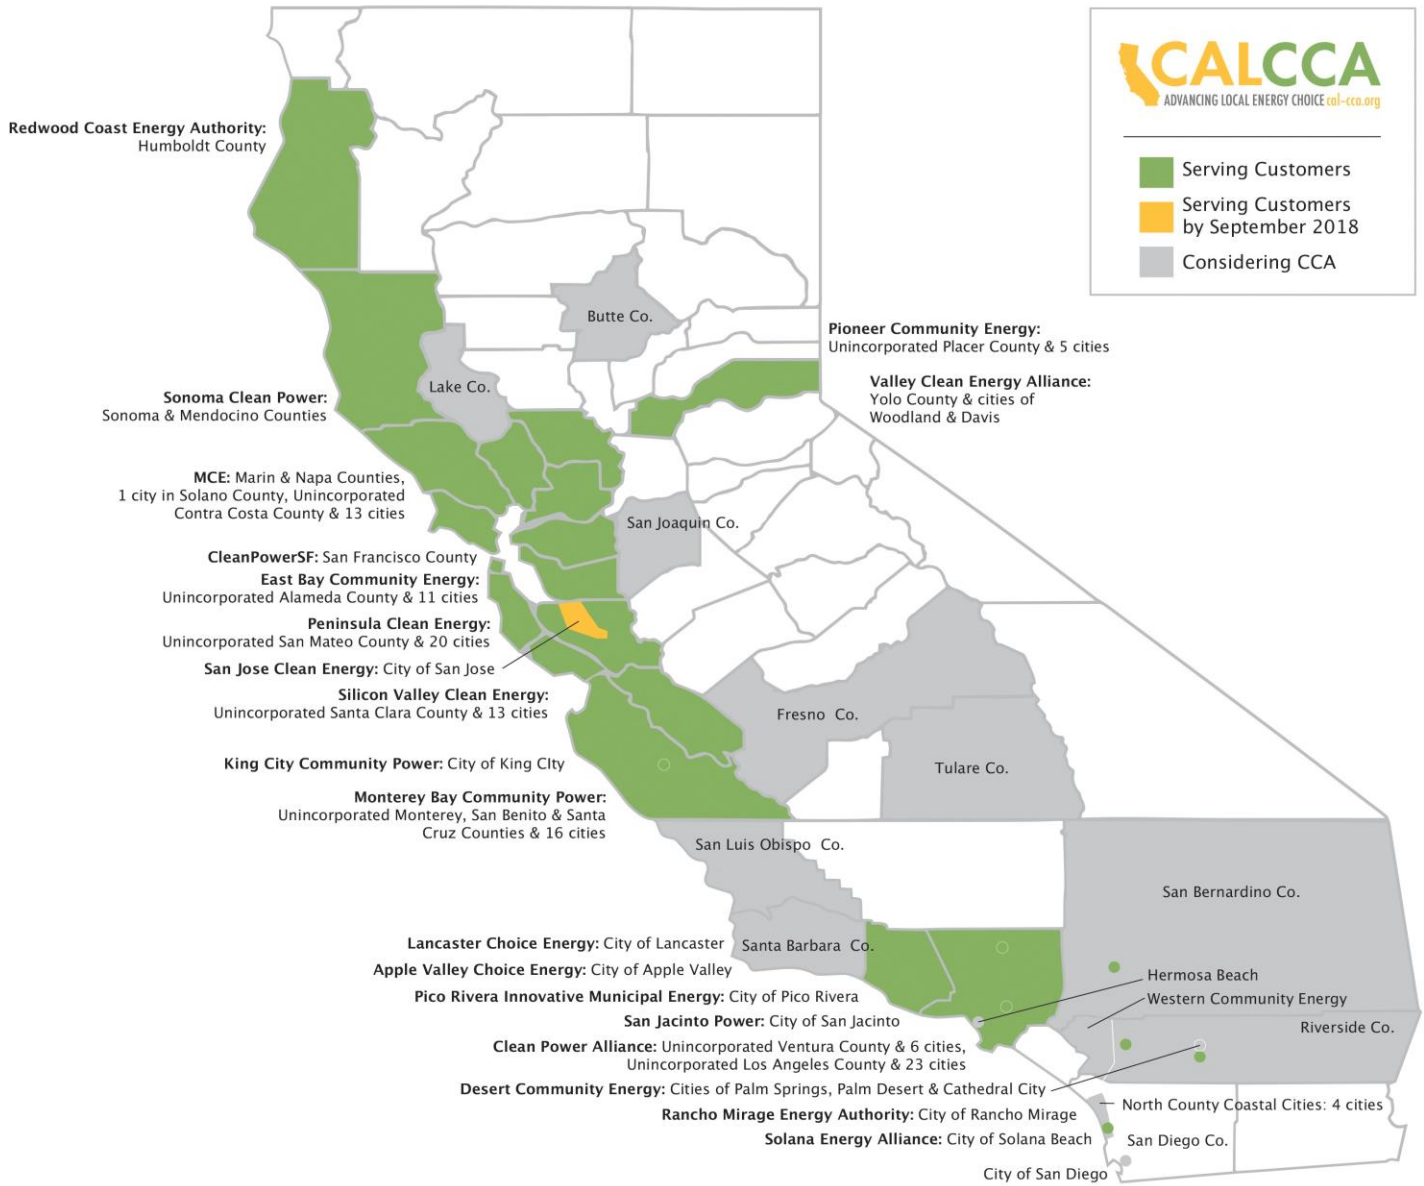 CALCCA
ADVANCING LOCAL ENERGY CHOICE cal-cca.org
Serving Customers
Serving Customers
by September 2018
Considering CCA
Redwood Coast Energy Authority:
Humboldt County
Butte Co.
Pioneer Community Energy:
Unincorporated Placer County & 5 cities
Lake Co.
Valley Clean Energy Alliance:
Yolo County & cities of
Woodland & Davis
Sonoma Clean Power:
Sonoma & Mendocino Counties
MCE: Marin & Napa Counties,
1 city in Solano County, Unincorporated
Contra Costa County & 13 cities
San Joaquin Co.
CleanPowerSF: San Francisco County
East Bay Community Energy:
Unincorporated Alameda County & 11 cities
Peninsula Clean Energy:
Unincorporated San Mateo County & 20 cities
San Jose Clean Energy: City of San Jose
Silicon Valley Clean Energy:
Unincorporated Santa Clara County & 13 cities
Fresno Co.
King City Community Power: City of King CIty
Tulare Co.
Monterey Bay Community Power:
Unincorporated Monterey, San Benito & Santa
Cruz Counties & 16 cities
San Luis Obispo Co.
San Bernardino Co.
Lancaster Choice Energy: City of Lancaster
Santa Barbara Co.
Apple Valley Choice Energy: City of Apple Valley
Hermosa Beach
Pico Rivera Innovative Municipal Energy: City of Pico Rivera
Western Community Energy
San Jacinto Power: City of San Jacinto
Riverside Co.
Clean Power Alliance: Unincorporated Ventura County & 6 cities,
Unincorporated Los Angeles County & 23 cities
Desert Community Energy: Cities of Palm Springs, Palm Desert & Cathedral City
North County Coastal Cities: 4 cities
Rancho Mirage Energy Authority: City of Rancho Mirage
Solana Energy Alliance: City of Solana Beach
San Diego Co.
City of San Diego